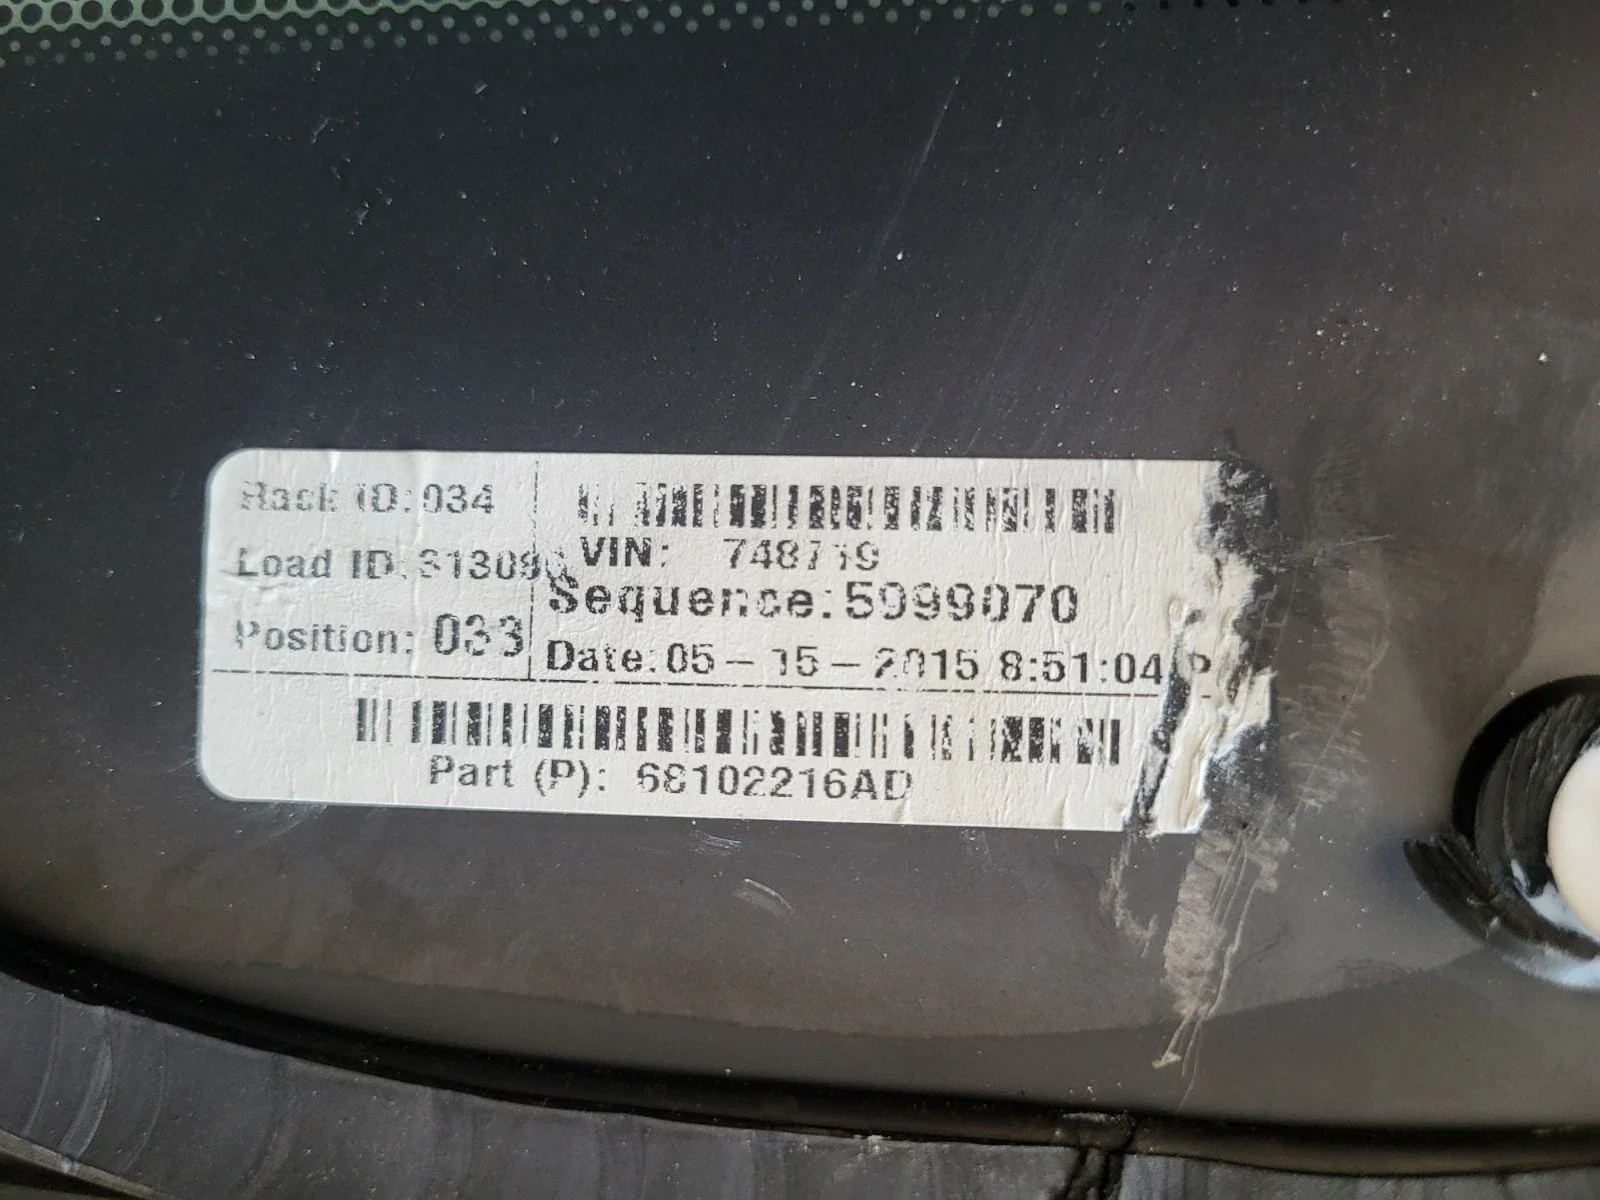 Rack ID: 034
Load ID:
Position: 033
VIN: 748719
Sequence: 5999070
Date: 05-15-2015 8:51:04 P
Part (P): 68102216AD